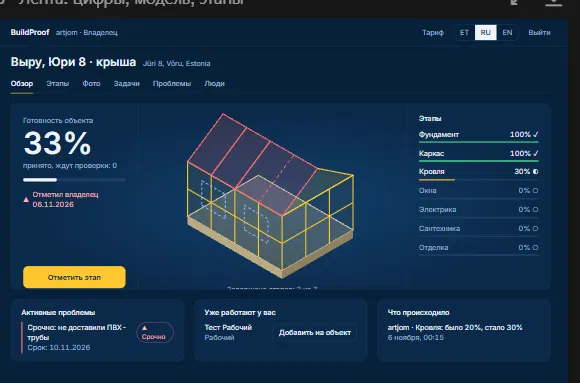 Лента: цифры, модель, этапы
BuildProof artjom · Владелец
Тариф ET RU EN Выйти
Выру, Юри 8 · крыша Jüri 8, Võru, Estonia
Обзор Этапы Фото Задачи Проблемы Люди
Готовность объекта
33%
принято, ждут проверки: 0
Отметил владелец
06.11.2026
Отметить этап
Этапы
Фундамент 100% ✓
Каркас 100% ✓
Кровля 30%
Окна 0%
Электрика 0%
Сантехника 0%
Отделка 0%
Активные проблемы
Срочно: не доставили ПВХ-
трубы
Срок: 10.11.2026
Срочно
Уже работают у вас
Тест Рабочий
Рабочий
Добавить на объект
Что происходило
artjom · Кровля: было 20%, стало 30%
6 ноября, 00:15